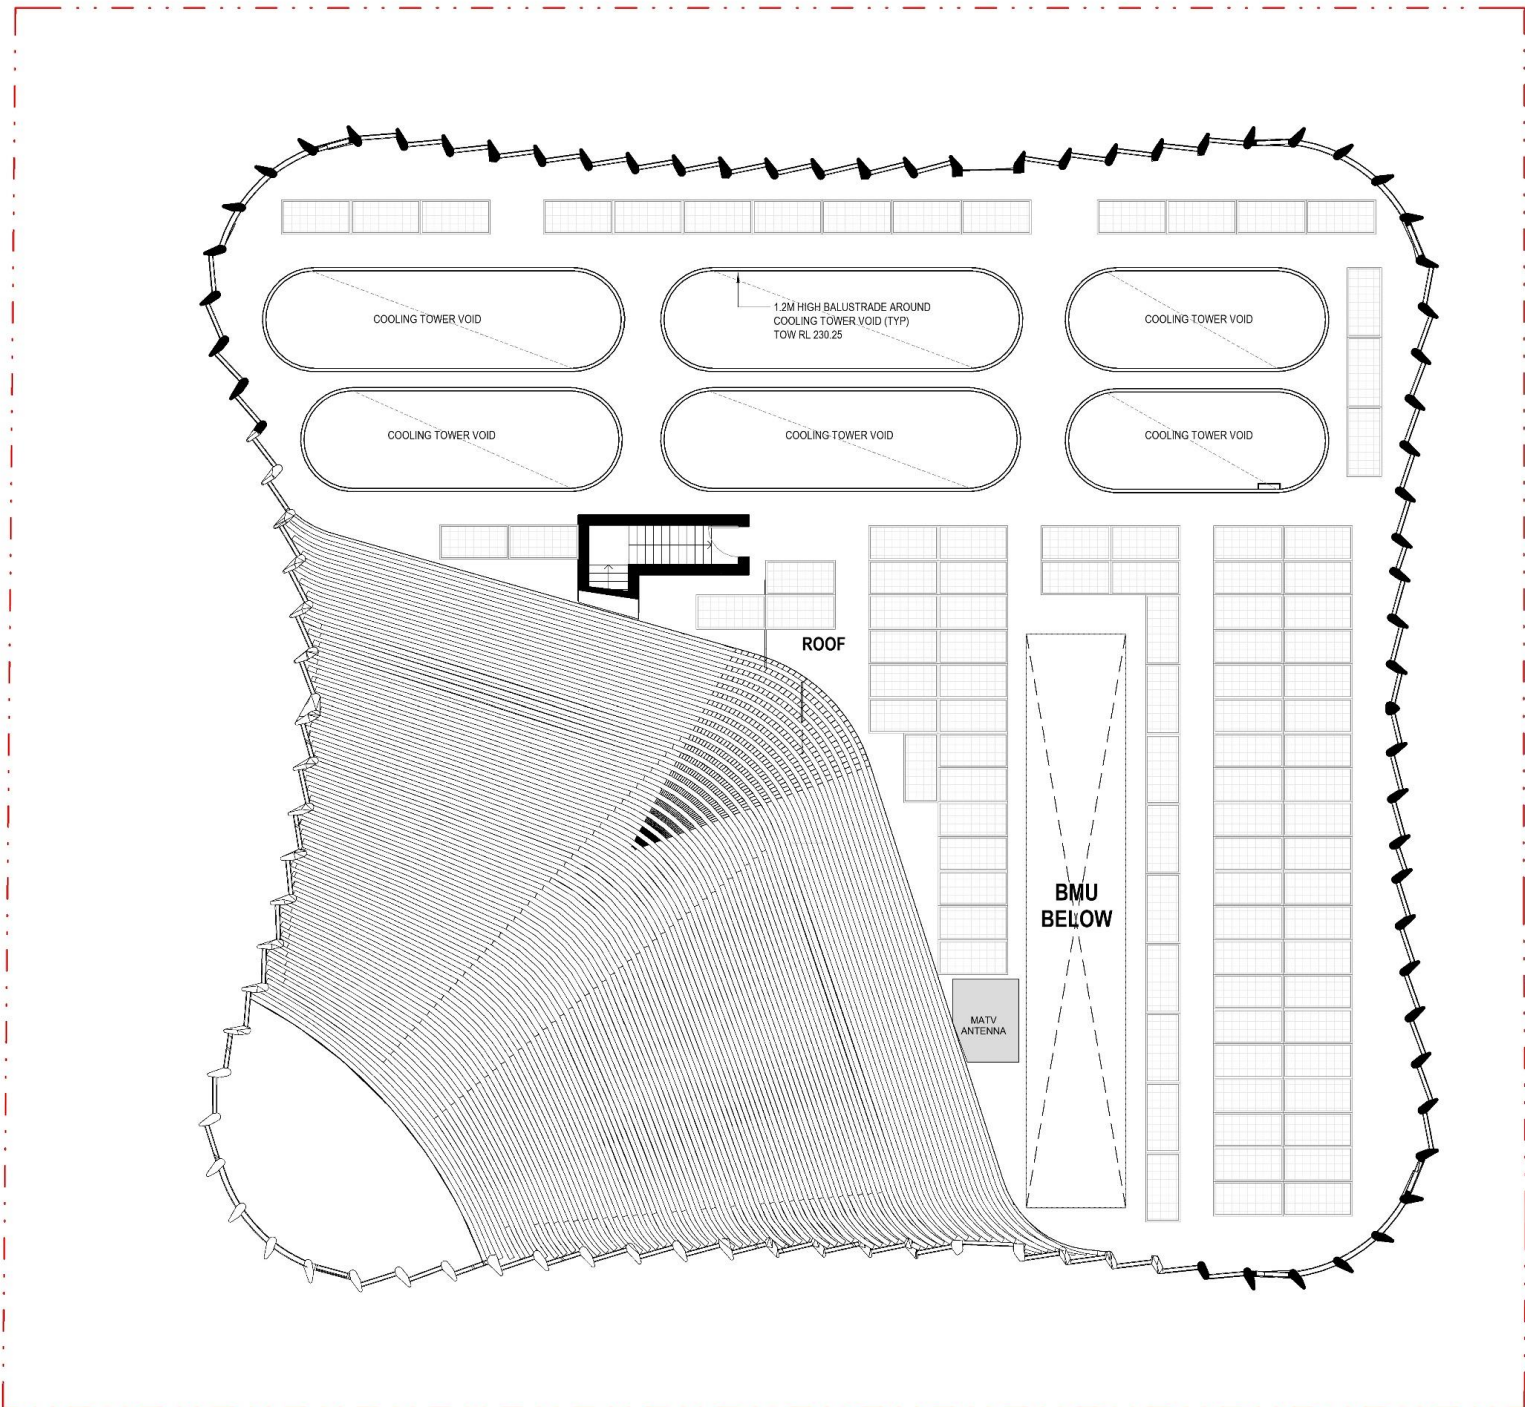 COOLING TOWER VOID
1.2M HIGH BALUSTRADE AROUND
COOLING TOWER VOID (TYP)
TOW RL 230.25
COOLING TOWER VOID
COOLING TOWER VOID
COOLING TOWER VOID
COOLING TOWER VOID
ROOF
BMU
BELOW
MATV
ANTENNA